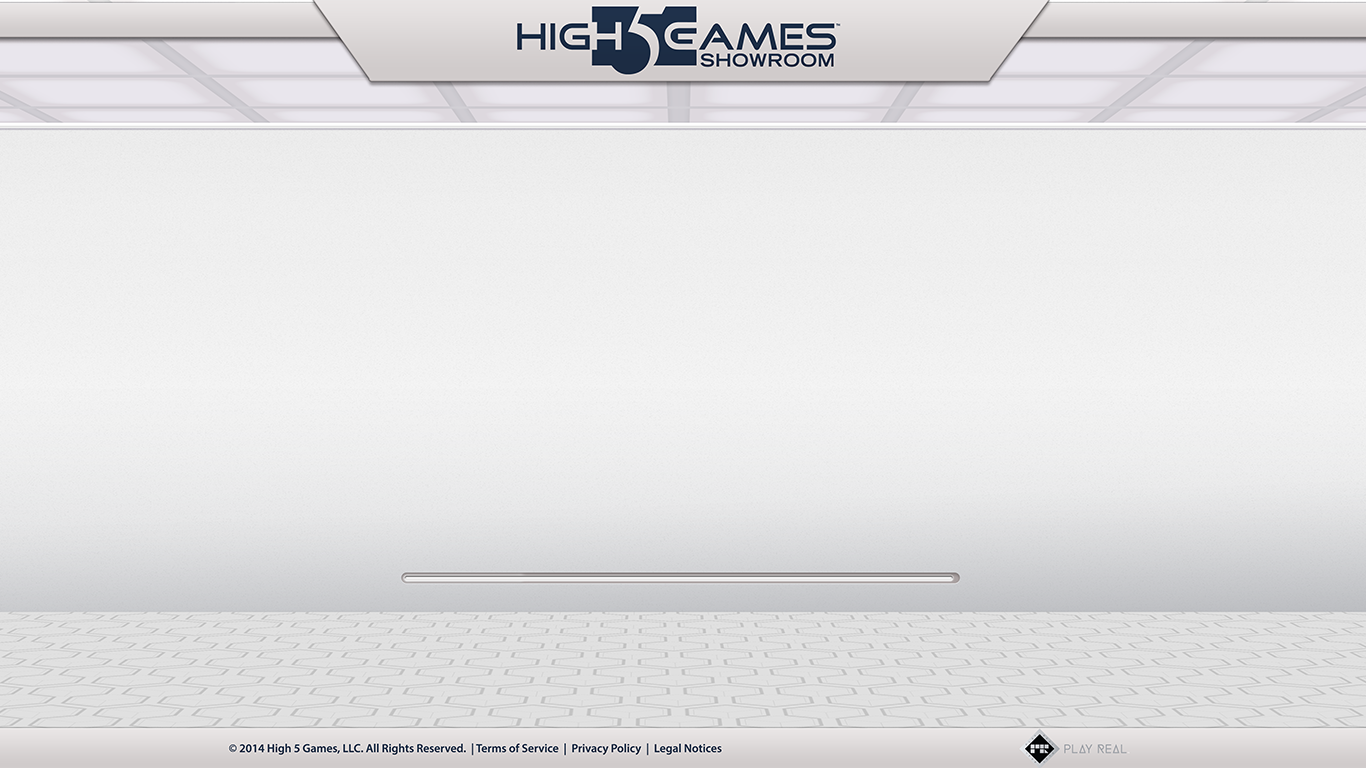 HIGH 5 GAMES™
SHOWROOM
© 2014 High 5 Games, LLC. All Rights Reserved. | Terms of Service | Privacy Policy | Legal Notices
PLAY REAL